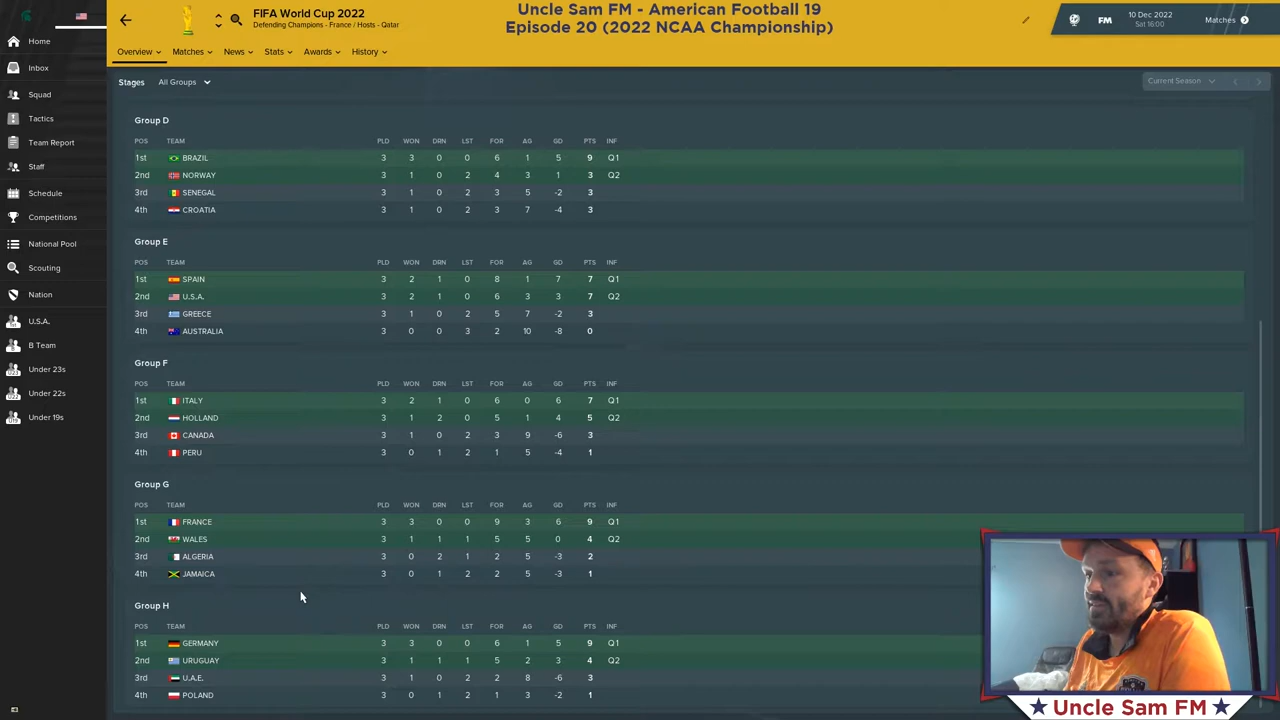 FIFA World Cup 2022
Defending Champions - France / Hosts - Qatar
Uncle Sam FM - American Football 19
Episode 20 (2022 NCAA Championship)
FM
10 Dec 2022
Sat 16:00
Matches
Home
Inbox
Squad
Tactics
Team Report
Staff
Schedule
Competitions
National Pool
Scouting
Nation
U.S.A.
B Team
Under 23s
Under 22s
Under 19s
Overview Matches News Stats Awards History
Stages All Groups
Current Season
Group D
POS TEAM PLD WON DRN LST FOR AG GD PTS INF
1st BRAZIL 3 3 0 0 6 1 5 9 Q1
2nd NORWAY 3 1 0 2 4 3 1 3 Q2
3rd SENEGAL 3 1 0 2 3 5 -2 3
4th CROATIA 3 1 0 2 3 7 -4 3
Group E
POS TEAM PLD WON DRN LST FOR AG GD PTS INF
1st SPAIN 3 2 1 0 8 1 7 7 Q1
2nd U.S.A. 3 2 1 0 6 3 3 7 Q2
3rd GREECE 3 1 0 2 5 7 -2 3
4th AUSTRALIA 3 0 0 3 2 10 -8 0
Group F
POS TEAM PLD WON DRN LST FOR AG GD PTS INF
1st ITALY 3 2 1 0 6 0 6 7 Q1
2nd HOLLAND 3 1 2 0 5 1 4 5 Q2
3rd CANADA 3 1 0 2 3 9 -6 3
4th PERU 3 0 1 2 1 5 -4 1
Group G
POS TEAM PLD WON DRN LST FOR AG GD PTS INF
1st FRANCE 3 3 0 0 9 3 6 9 Q1
2nd WALES 3 1 1 1 5 5 0 4 Q2
3rd ALGERIA 3 0 2 1 2 5 -3 2
4th JAMAICA 3 0 1 2 2 5 -3 1
Group H
POS TEAM PLD WON DRN LST FOR AG GD PTS INF
1st GERMANY 3 3 0 0 6 1 5 9 Q1
2nd URUGUAY 3 1 1 1 5 2 3 4 Q2
3rd U.A.E. 3 1 0 2 2 8 -6 3
4th POLAND 3 0 1 2 1 3 -2 1
★ Uncle Sam FM ★